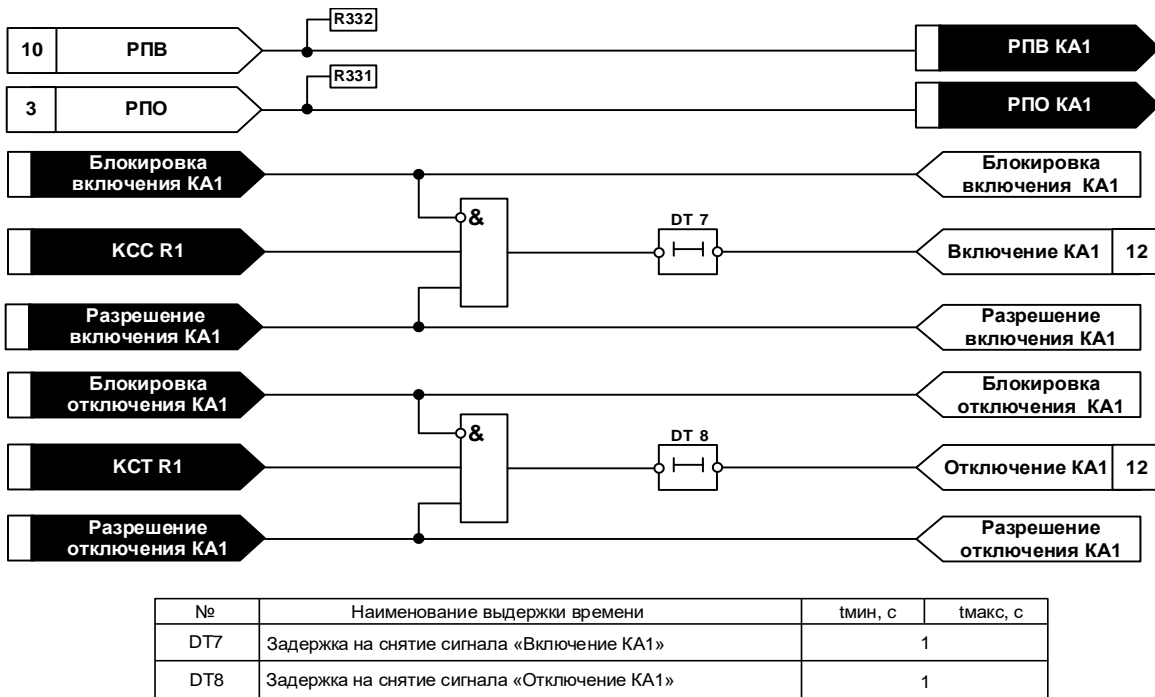 R332
10 РПВ РПВ КА1
R331
3 РПО РПО КА1
Блокировка
включения КА1
Блокировка
включения КА1
&
KCC R1
DT 7
Включение КА1 12
Разрешение
включения КА1
Разрешение
включения КА1
Блокировка
отключения КА1
Блокировка
отключения КА1
&
KCT R1
DT 8
Отключение КА1 12
Разрешение
отключения КА1
Разрешение
отключения КА1
№ Наименование выдержки времени tмин, с tмакс, с
DT7 Задержка на снятие сигнала «Включение КА1» 1
DT8 Задержка на снятие сигнала «Отключение КА1» 1